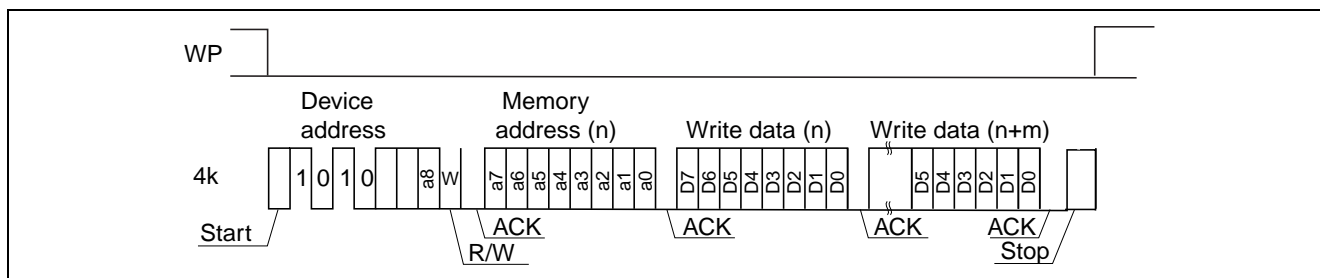 WP
Device
address
Memory
address (n)
Write data (n)
Write data (n+m)
4k
1 0 1 0 a8 W a7 a6 a5 a4 a3 a2 a1 a0 D7 D6 D5 D4 D3 D2 D1 D0 D5 D4 D3 D2 D1 D0
Start
R/W
ACK
ACK
ACK
ACK
Stop